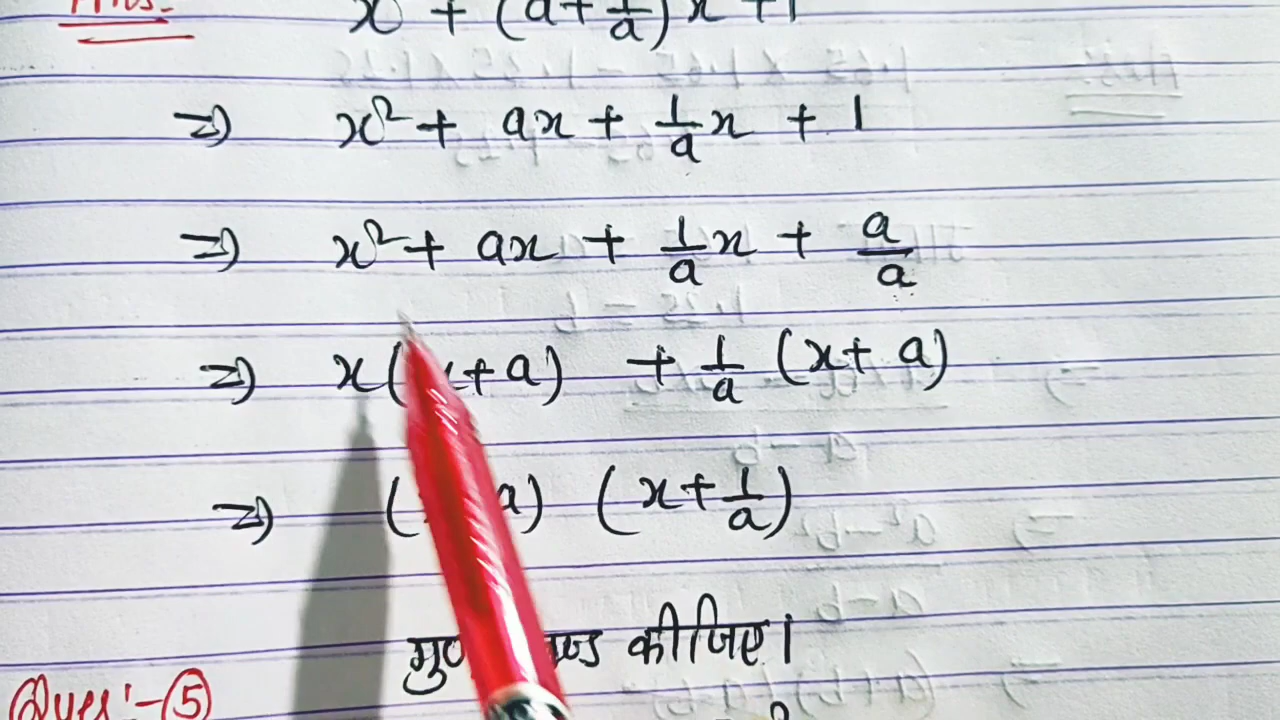 Ans:-
x² + (a+1/a)x +1
⇒ x² + ax + 1/a x + 1
⇒ x² + ax + 1/a x + a/a
⇒ x( +a) + 1/a (x+ a)
⇒ ( a) (x+1/a)
कीजिए।
Ques:-(5)